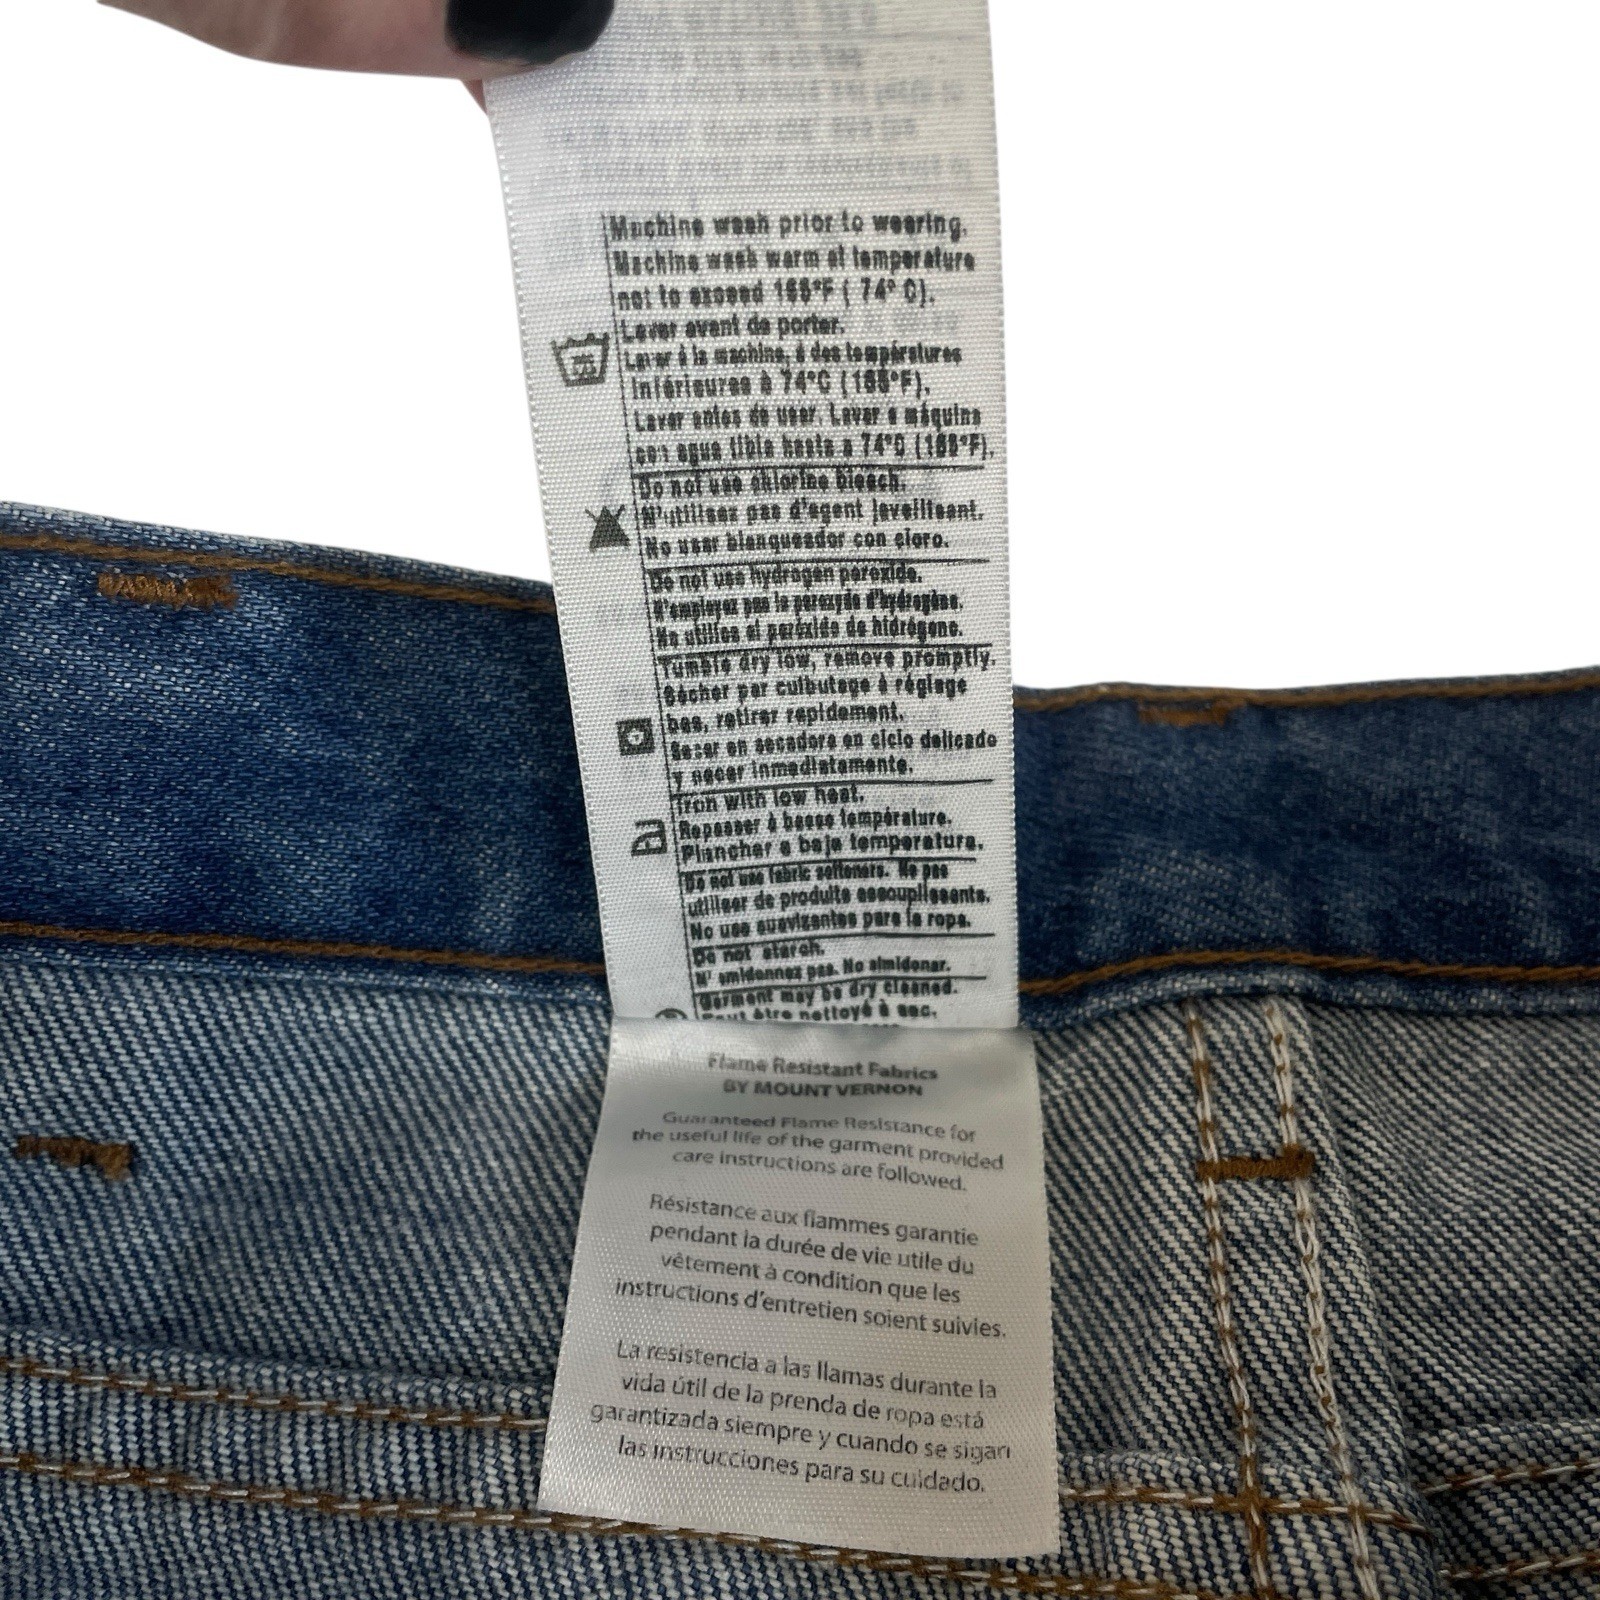 Machine wash prior to wearing.
Machine wash warm at temperature
not to exceed 165°F ( 74° C).
Laver avant de porter.
Laver à la machine, á des températures
Inférieures à 74°C (165°F).
Lavar antes de usar. Lavar a máquina
con agua tibia hasta a 74°C (165°F).
Do not use chlorine bleach.
N'utilisez pas d'agent javellisant.
No usar blanqueador con cloro.
Do not use hydrogen peroxide.
N'employez pas le peroxyde d'hydrogène.
No utilice el peróxido de hidrógeno.
Tumble dry low, remove promptly.
Sécher par culbutage à réglage
bas, retirer rapidement.
Secar en secadora en ciclo delicado
y sacar inmediatamente.
Iron with low heat.
Repasser à basse température.
Planchar a baja temperatura.
Do not use fabric softeners. Ne pas
utiliser de produits assouplissants.
No use suavizantes para la ropa.
Do not starch.
N' amidonnez pas. No almidonar.
Garment may be dry cleaned.
Peut être nettoyé à sec.
Flame Resistant Fabrics
BY MOUNT VERNON
Guaranteed Flame Resistance for
the useful life of the garment provided
care instructions are followed.
Résistance aux flammes garantie
pendant la durée de vie utile du
vêtement à condition que les
instructions d'entretien soient suivies.
La resistencia a las llamas durante la
vida útil de la prenda de ropa está
garantizada siempre y cuando se sigan
las instrucciones para su cuidado.